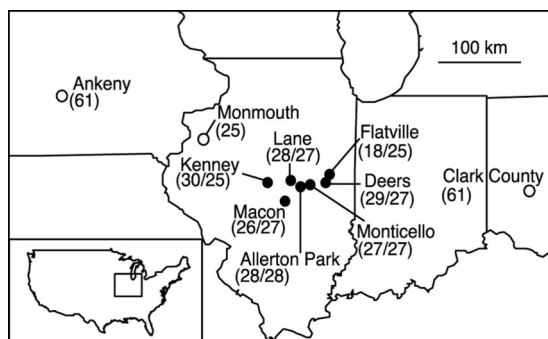 100 km
Ankeny
(61)
Monmouth
(25)
Lane
(28/27)
Flatville
(18/25)
Kenney
(30/25)
Deers
(29/27)
Clark County
(61)
Macon
(26/27)
Monticello
(27/27)
Allerton Park
(28/28)